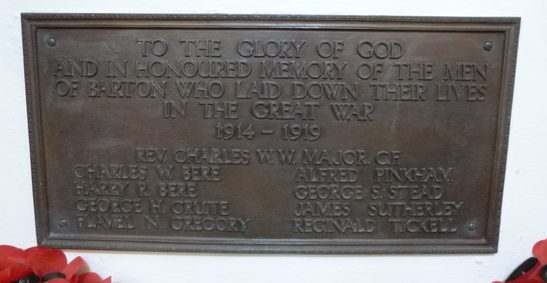 TO THE GLORY OF GOD
AND IN HONOURED MEMORY OF THE MEN
OF BARTON WHO LAID DOWN THEIR LIVES
IN THE GREAT WAR
1914 – 1919
REV CHARLES W. W. MAJOR. CF.
CHARLES W. BERE ALFRED PINKHAM
HARRY R. BERE GEORGE S. STEAD
GEORGE H. CRUTE JAMES SUTHERLEY
FLAVEL N. GREGORY REGINALD TICKELL